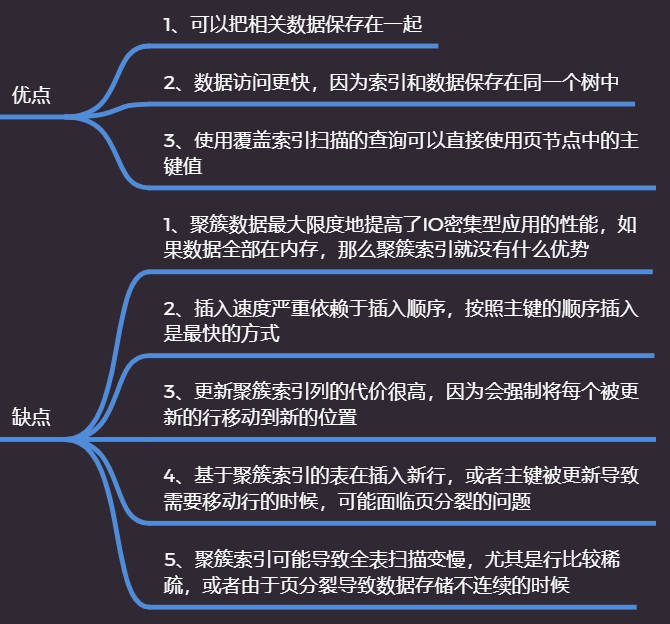 优点
1、可以把相关数据保存在一起
2、数据访问更快，因为索引和数据保存在同一个树中
3、使用覆盖索引扫描的查询可以直接使用页节点中的主
键值
缺点
1、聚簇数据最大限度地提高了IO密集型应用的性能，如
果数据全部在内存，那么聚簇索引就没有什么优势
2、插入速度严重依赖于插入顺序，按照主键的顺序插入
是最快的方式
3、更新聚簇索引列的代价很高，因为会强制将每个被更
新的行移动到新的位置
4、基于聚簇索引的表在插入新行，或者主键被更新导致
需要移动行的时候，可能面临页分裂的问题
5、聚簇索引可能导致全表扫描变慢，尤其是行比较稀
疏，或者由于页分裂导致数据存储不连续的时候